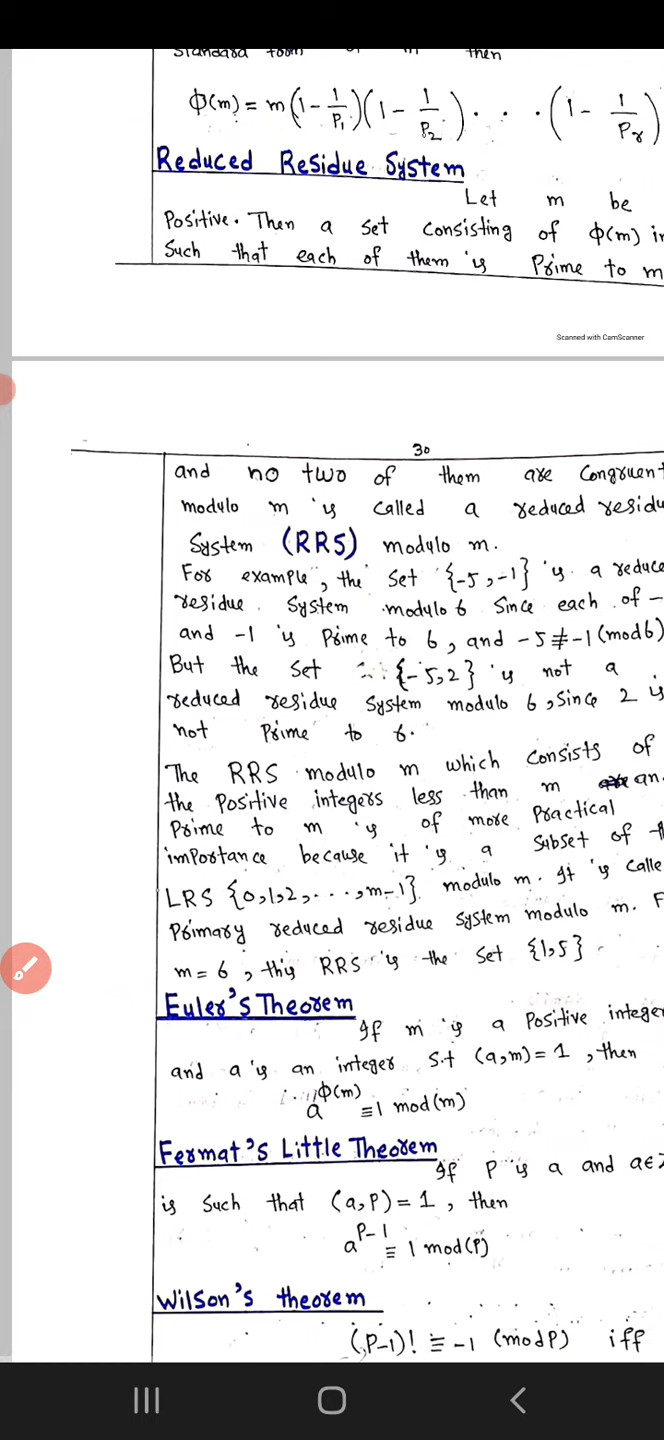 Standard form of m then
Φ(m) = m(1 - 1/P₁)(1 - 1/P₂) . . . (1 - 1/Pᵣ)
Reduced Residue System
Let m be
Positive. Then a set consisting of Φ(m) in
Such that each of them is Prime to m
Scanned with CamScanner
30
and no two of them are congruent
modulo m is called a reduced residu
System (RRS) modulo m.
For example, the set {-5, -1} is a reduce
residue system modulo 6 since each of -
and -1 is Prime to 6, and -5 ≢ -1 (mod 6)
But the set {-5, 2} is not a
reduced residue system modulo 6, since 2 is
not Prime to 6.
The RRS modulo m which consists of
the Positive integers less than m an
Prime to m is of more Practical
importance because it is a subset of th
LRS {0,1,2, . . ., m-1} modulo m. It is calle
Primary reduced residue system modulo m. F
m = 6, this RRS is the set {1, 5}
Euler's Theorem
If m is a Positive intege
and a is an integer s.t (a, m) = 1, then
a^Φ(m) ≡ 1 mod(m)
Fermat's Little Theorem
If P is a and a∈Z
is such that (a, P) = 1, then
a^P-1 ≡ 1 mod(P)
Wilson's theorem
(P-1)! ≡ -1 (mod P) iff